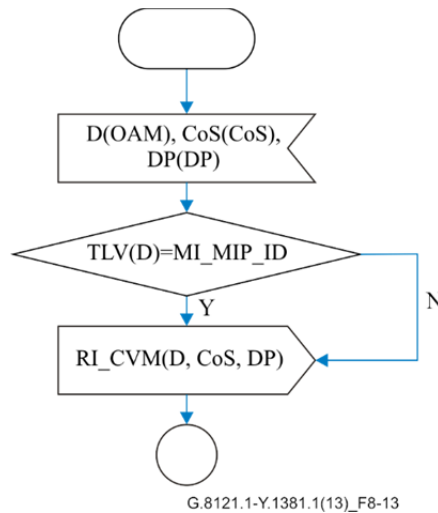 D(OAM), CoS(CoS),
DP(DP)
TLV(D)=MI_MIP_ID
Y
N
RI_CVM(D, CoS, DP)
G.8121.1-Y.1381.1(13)_F8-13